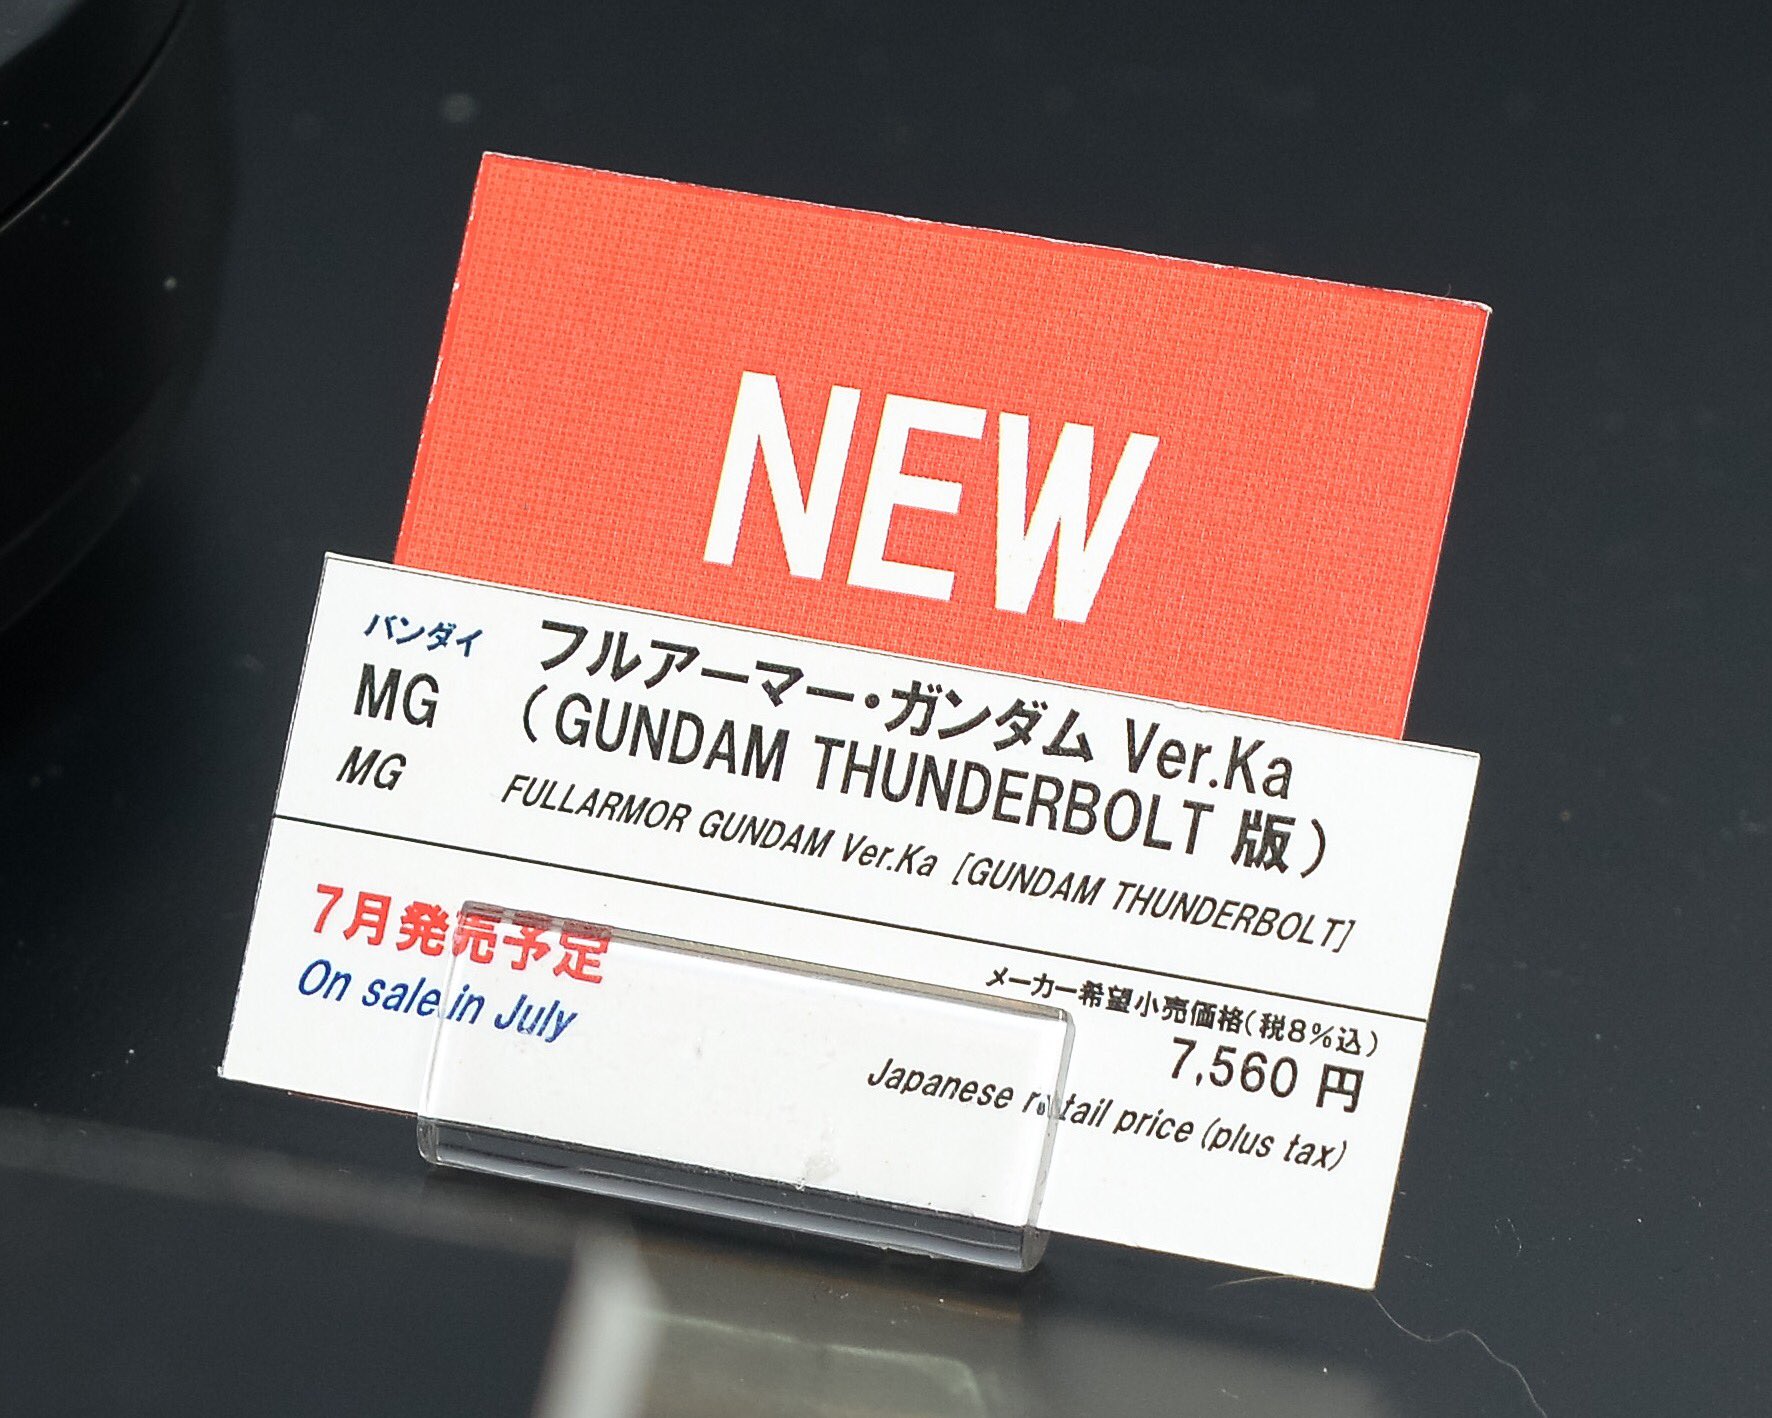 NEW
バンダイ
MG フルアーマー・ガンダム Ver.Ka
(GUNDAM THUNDERBOLT 版)
MG FULLARMOR GUNDAM Ver.Ka [GUNDAM THUNDERBOLT]
7月発売予定
On sale in July
メーカー希望小売価格(税8%込)
7,560 円
Japanese retail price (plus tax)